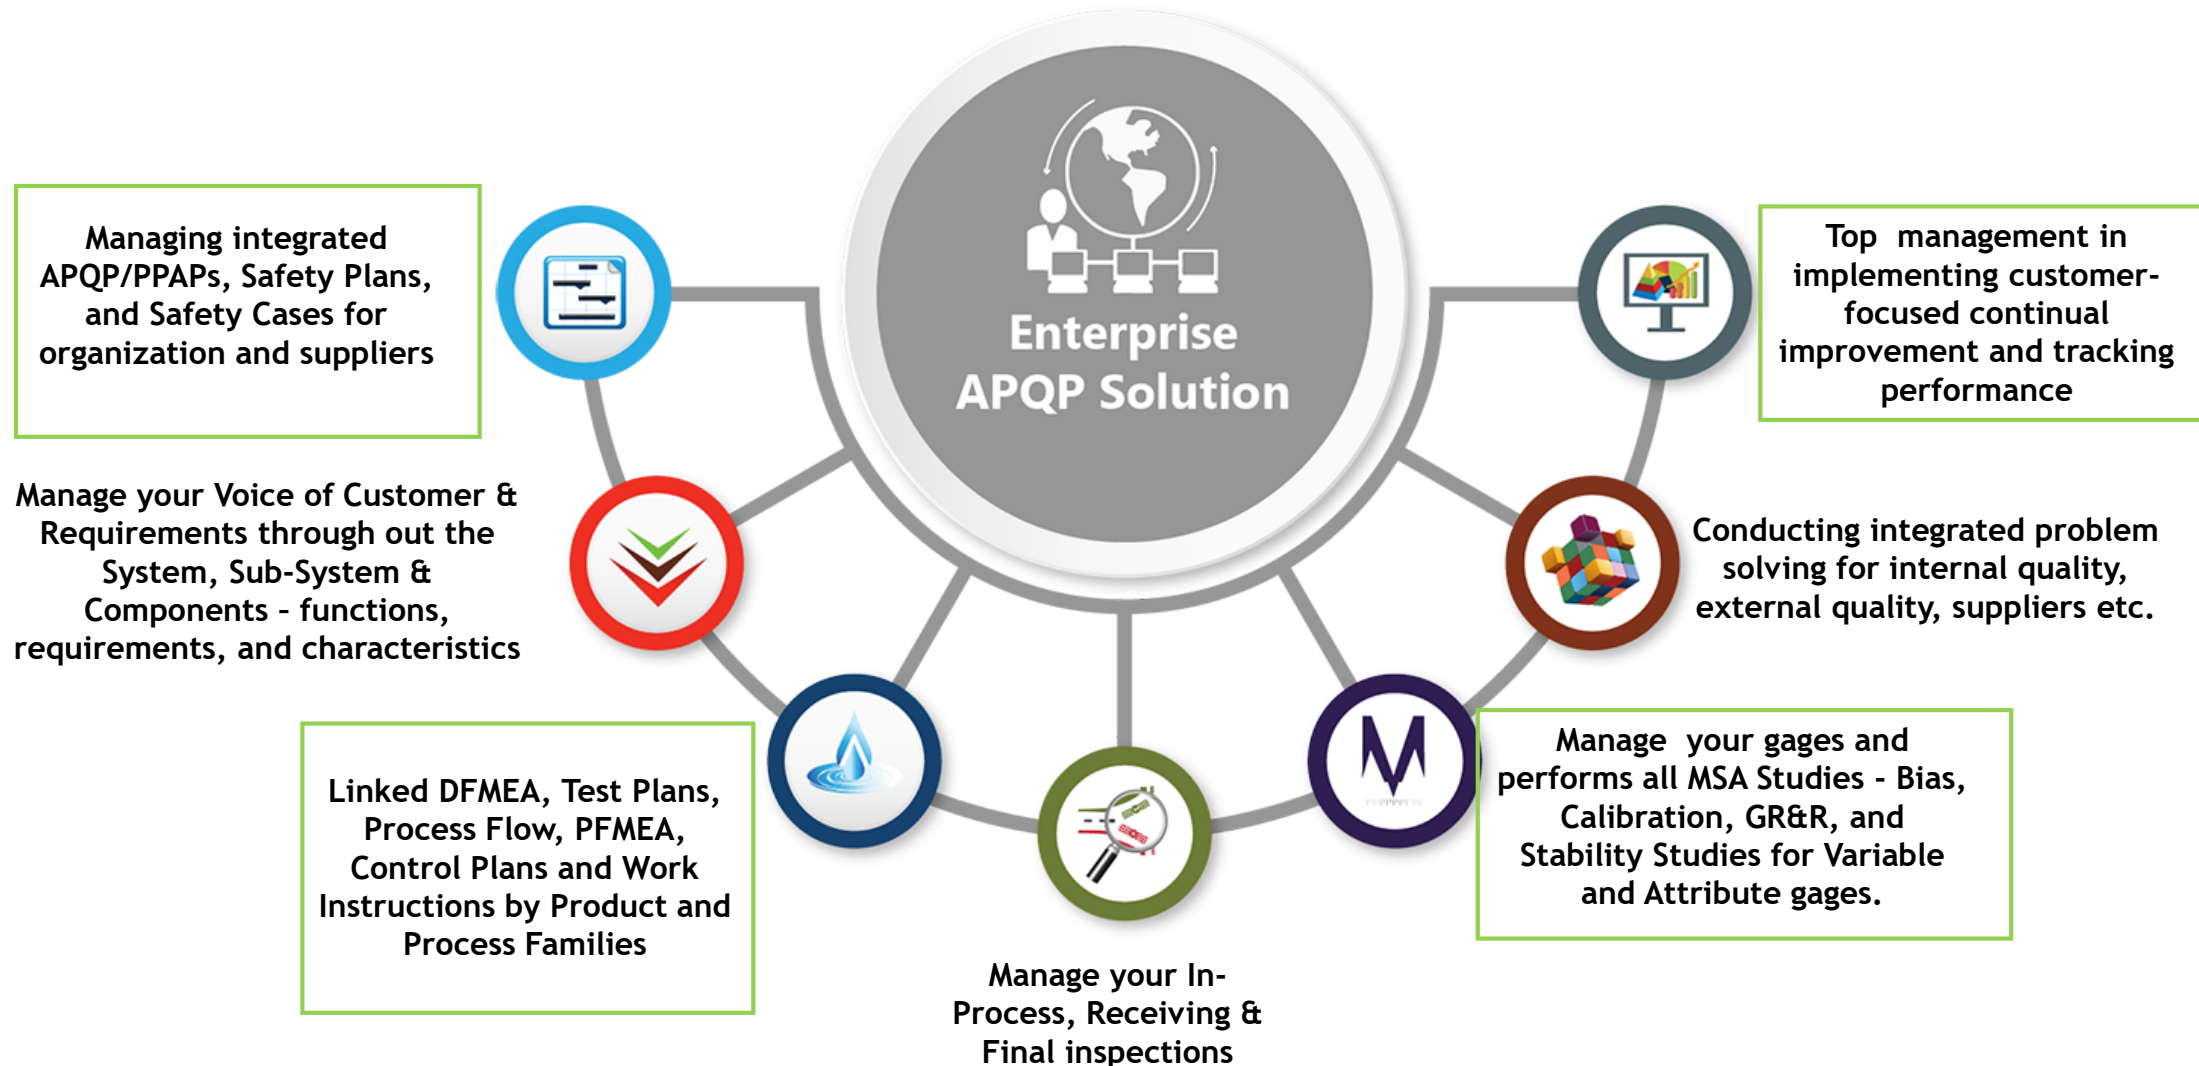 Enterprise
APQP Solution
Managing integrated
APQP/PPAPs, Safety Plans,
and Safety Cases for
organization and suppliers
Manage your Voice of Customer &
Requirements through out the
System, Sub-System &
Components – functions,
requirements, and characteristics
Linked DFMEA, Test Plans,
Process Flow, PFMEA,
Control Plans and Work
Instructions by Product and
Process Families
Manage your In-
Process, Receiving &
Final inspections
Manage  your gages and
performs all MSA Studies - Bias,
Calibration, GR&R, and
Stability Studies for Variable
and Attribute gages.
Conducting integrated problem
solving for internal quality,
external quality, suppliers etc.
Top  management in
implementing customer-
focused continual
improvement and tracking
performance